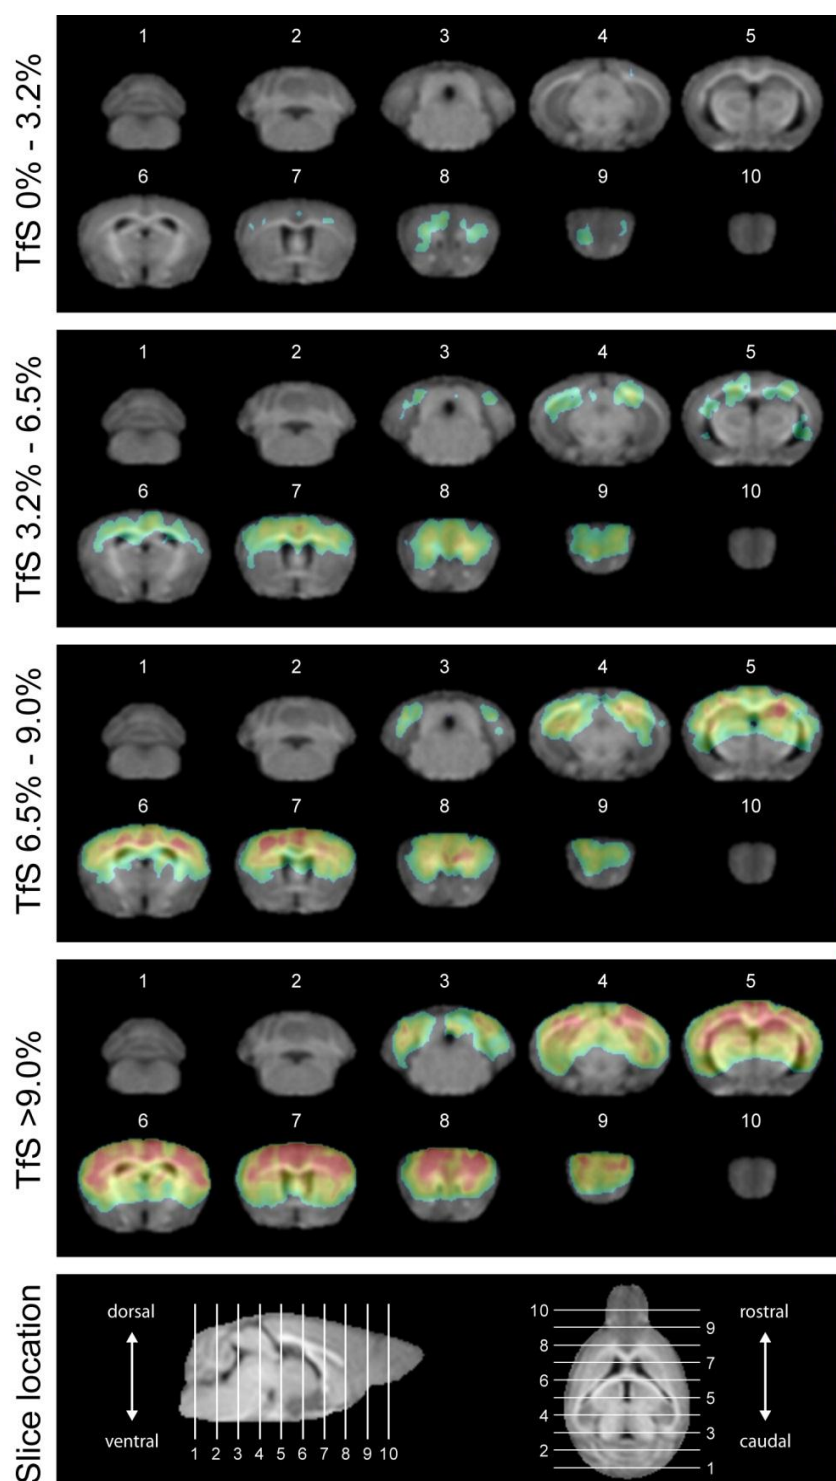 TfS 0% - 3.2%
1 2 3 4 5
6 7 8 9 10
TfS 3.2% - 6.5%
1 2 3 4 5
6 7 8 9 10
TfS 6.5% - 9.0%
1 2 3 4 5
6 7 8 9 10
TfS >9.0%
1 2 3 4 5
6 7 8 9 10
Slice location
dorsal
ventral
1 2 3 4 5 6 7 8 9 10
10
9
8
7
6
5
4
3
2
1
rostral
caudal